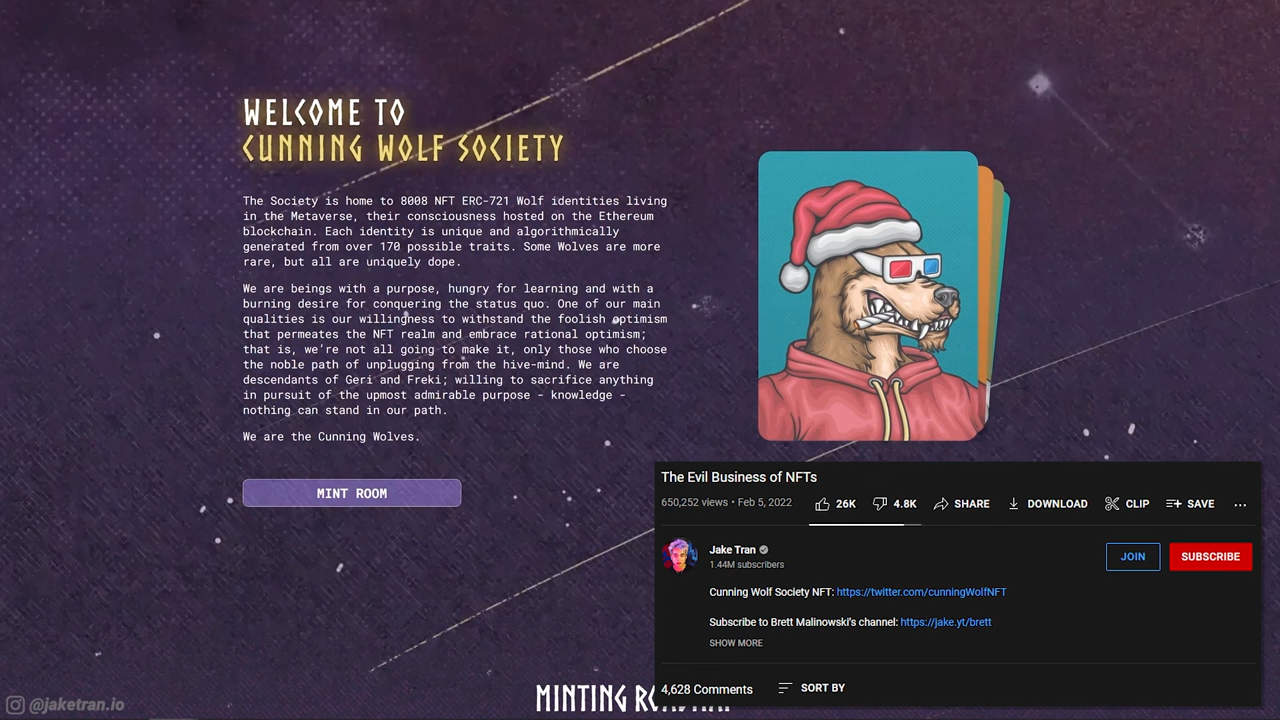 WELCOME TO
CUNNING WOLF SOCIETY
The Society is home to 8008 NFT ERC-721 Wolf identities living
in the Metaverse, their consciousness hosted on the Ethereum
blockchain. Each identity is unique and algorithmically
generated from over 170 possible traits. Some Wolves are more
rare, but all are uniquely dope.
We are beings with a purpose, hungry for learning and with a
burning desire for conquering the status quo. One of our main
qualities is our willingness to withstand the foolish optimism
that permeates the NFT realm and embrace rational optimism;
that is, we're not all going to make it, only those who choose
the noble path of unplugging from the hive-mind. We are
descendants of Geri and Freki; willing to sacrifice anything
in pursuit of the upmost admirable purpose - knowledge -
nothing can stand in our path.
We are the Cunning Wolves.
MINT ROOM
The Evil Business of NFTs
650,252 views • Feb 5, 2022 26K 4.8K SHARE DOWNLOAD CLIP SAVE ...
Jake Tran
1.44M subscribers
JOIN SUBSCRIBE
Cunning Wolf Society NFT: https://twitter.com/cunningWolfNFT
Subscribe to Brett Malinowski's channel: https://jake.yt/brett
SHOW MORE
4,628 Comments SORT BY
MINTING
@jaketran.io